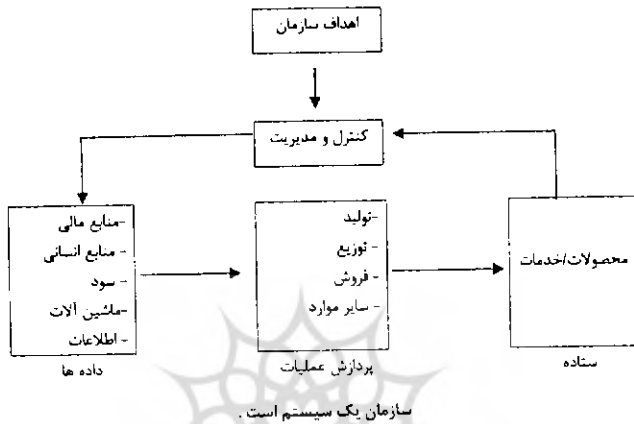 اهداف سازمان
کنترل و مدیریت
-منابع مالی
- منابع انسانی
- سود
-ماشین آلات
- اطلاعات
داده ها
-تولید
- توزیع
- فروش
- سایر موارد
پردازش عملیات
محصولات/خدمات
ستاده
سازمان یک سیستم است .